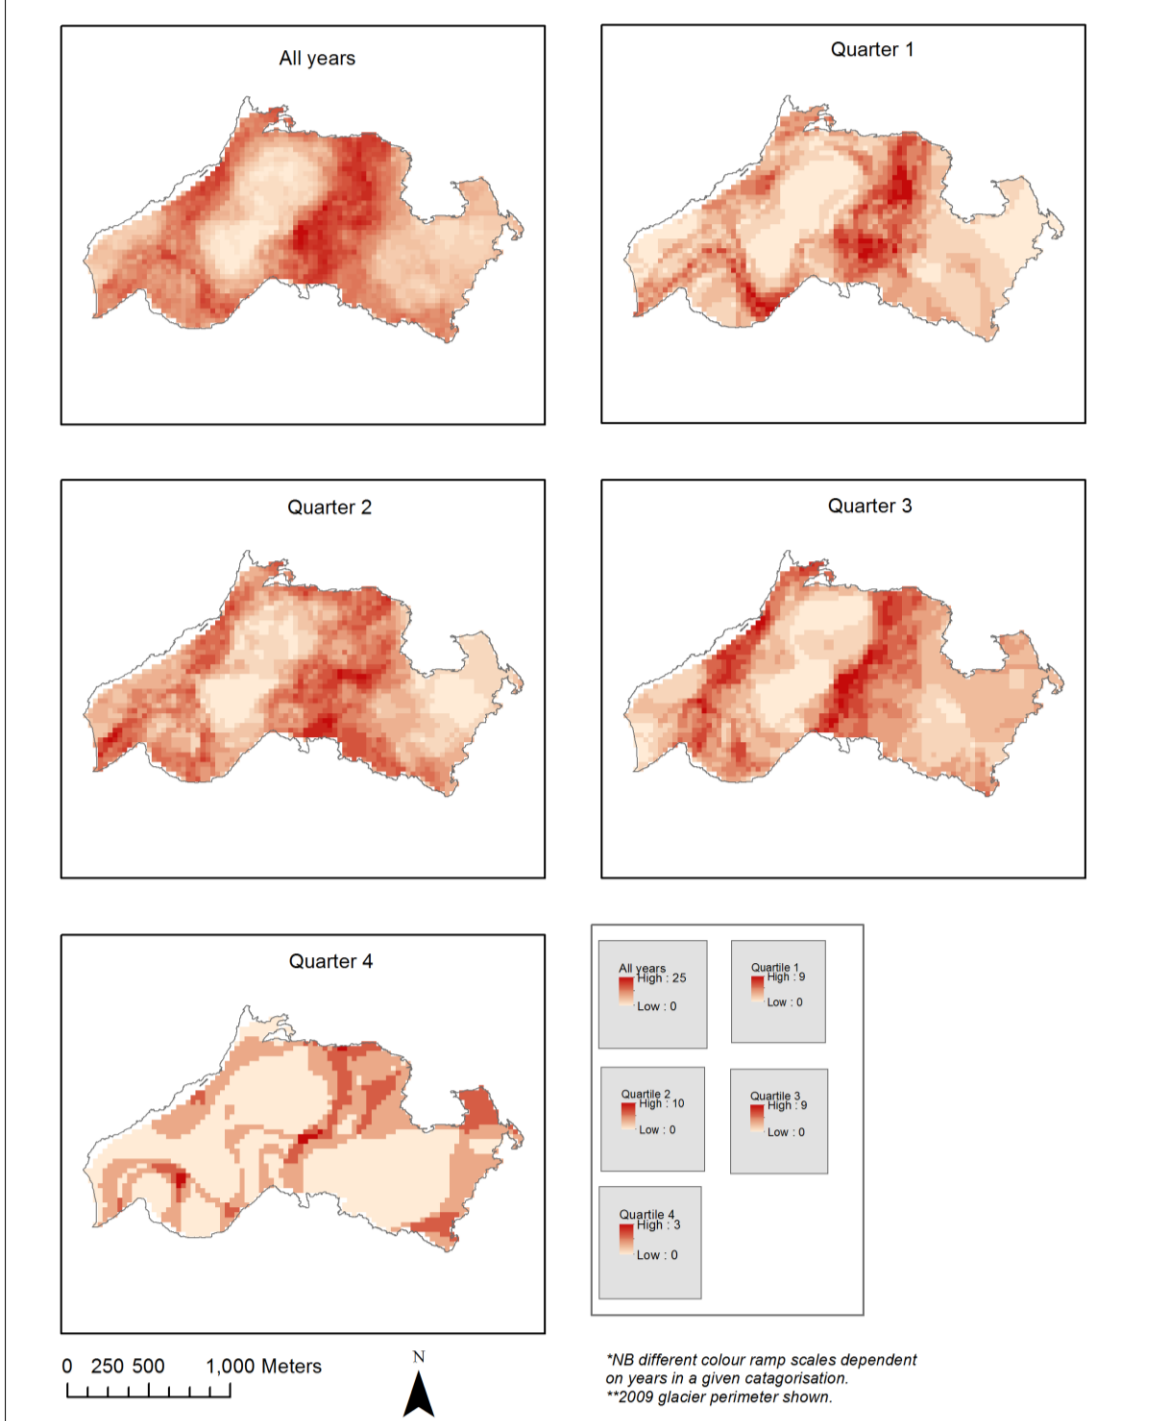 All years
Quarter 1
Quarter 2
Quarter 3
Quarter 4
All years
High : 25
Low : 0
Quartile 1
High : 9
Low : 0
Quartile 2
High : 10
Low : 0
Quartile 3
High : 9
Low : 0
Quartile 4
High : 3
Low : 0
0 250 500 1,000 Meters
N
*NB different colour ramp scales dependent
on years in a given catagorisation.
**2009 glacier perimeter shown.